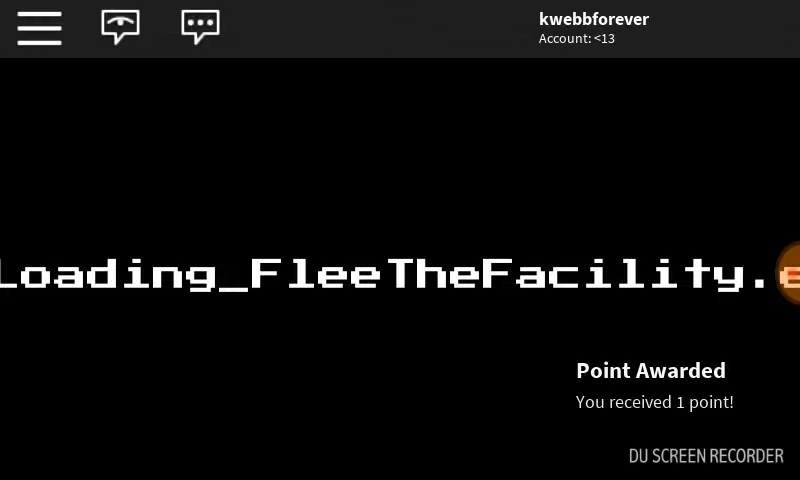 kwebbforever
Account: <13
Loading_FleeTheFacility.e
Point Awarded
You received 1 point!
DU SCREEN RECORDER